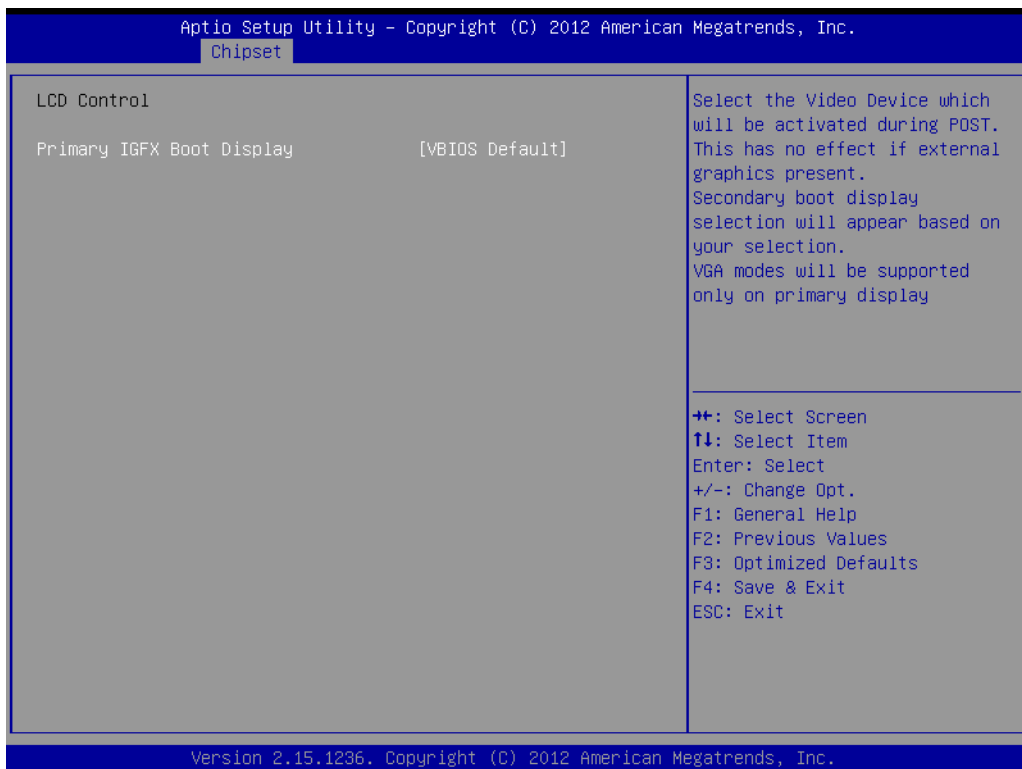 Aptio Setup Utility – Copyright (C) 2012 American Megatrends, Inc.
Chipset
LCD Control
Primary IGFX Boot Display [VBIOS Default]
Select the Video Device which
will be activated during POST.
This has no effect if external
graphics present.
Secondary boot display
selection will appear based on
your selection.
VGA modes will be supported
only on primary display
→←: Select Screen
↑↓: Select Item
Enter: Select
+/-: Change Opt.
F1: General Help
F2: Previous Values
F3: Optimized Defaults
F4: Save & Exit
ESC: Exit
Version 2.15.1236. Copyright (C) 2012 American Megatrends, Inc.